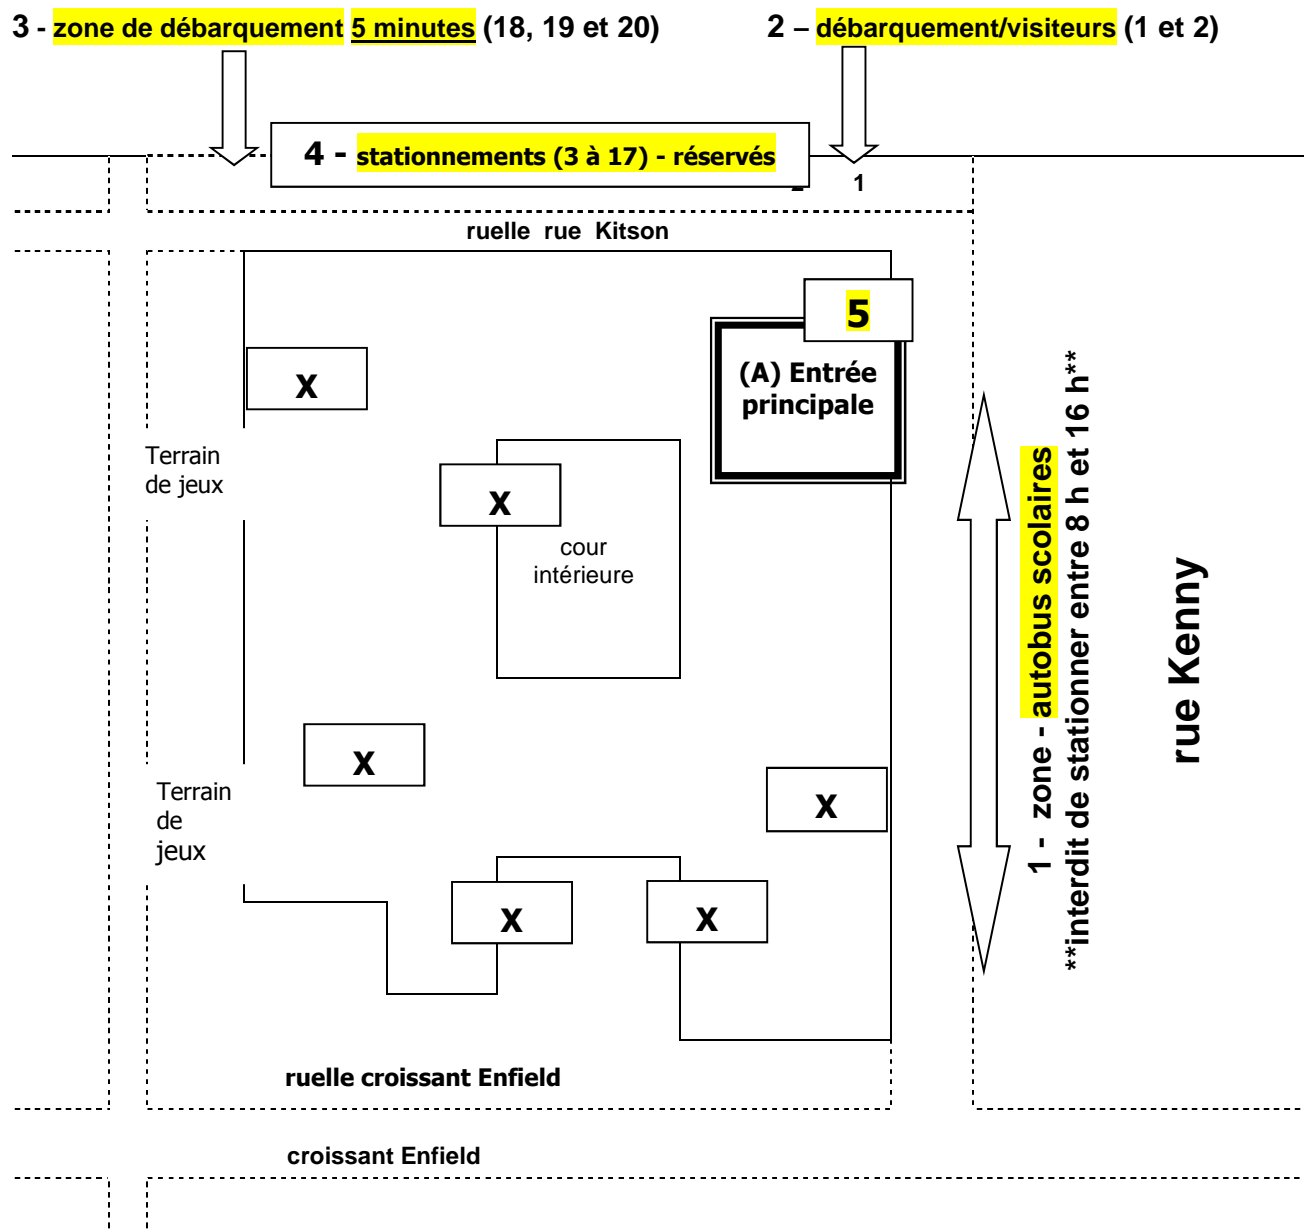 3 - zone de débarquement 5 minutes (18, 19 et 20)
2 – débarquement/visiteurs (1 et 2)
4 - stationnements (3 à 17) - réservés
1
ruelle rue Kitson
5
(A) Entrée
principale
X
Terrain
de jeux
X
cour
intérieure
1 - zone - autobus scolaires
**interdit de stationner entre 8 h et 16 h**
rue Kenny
X
Terrain
de
jeux
X
X
X
ruelle croissant Enfield
croissant Enfield